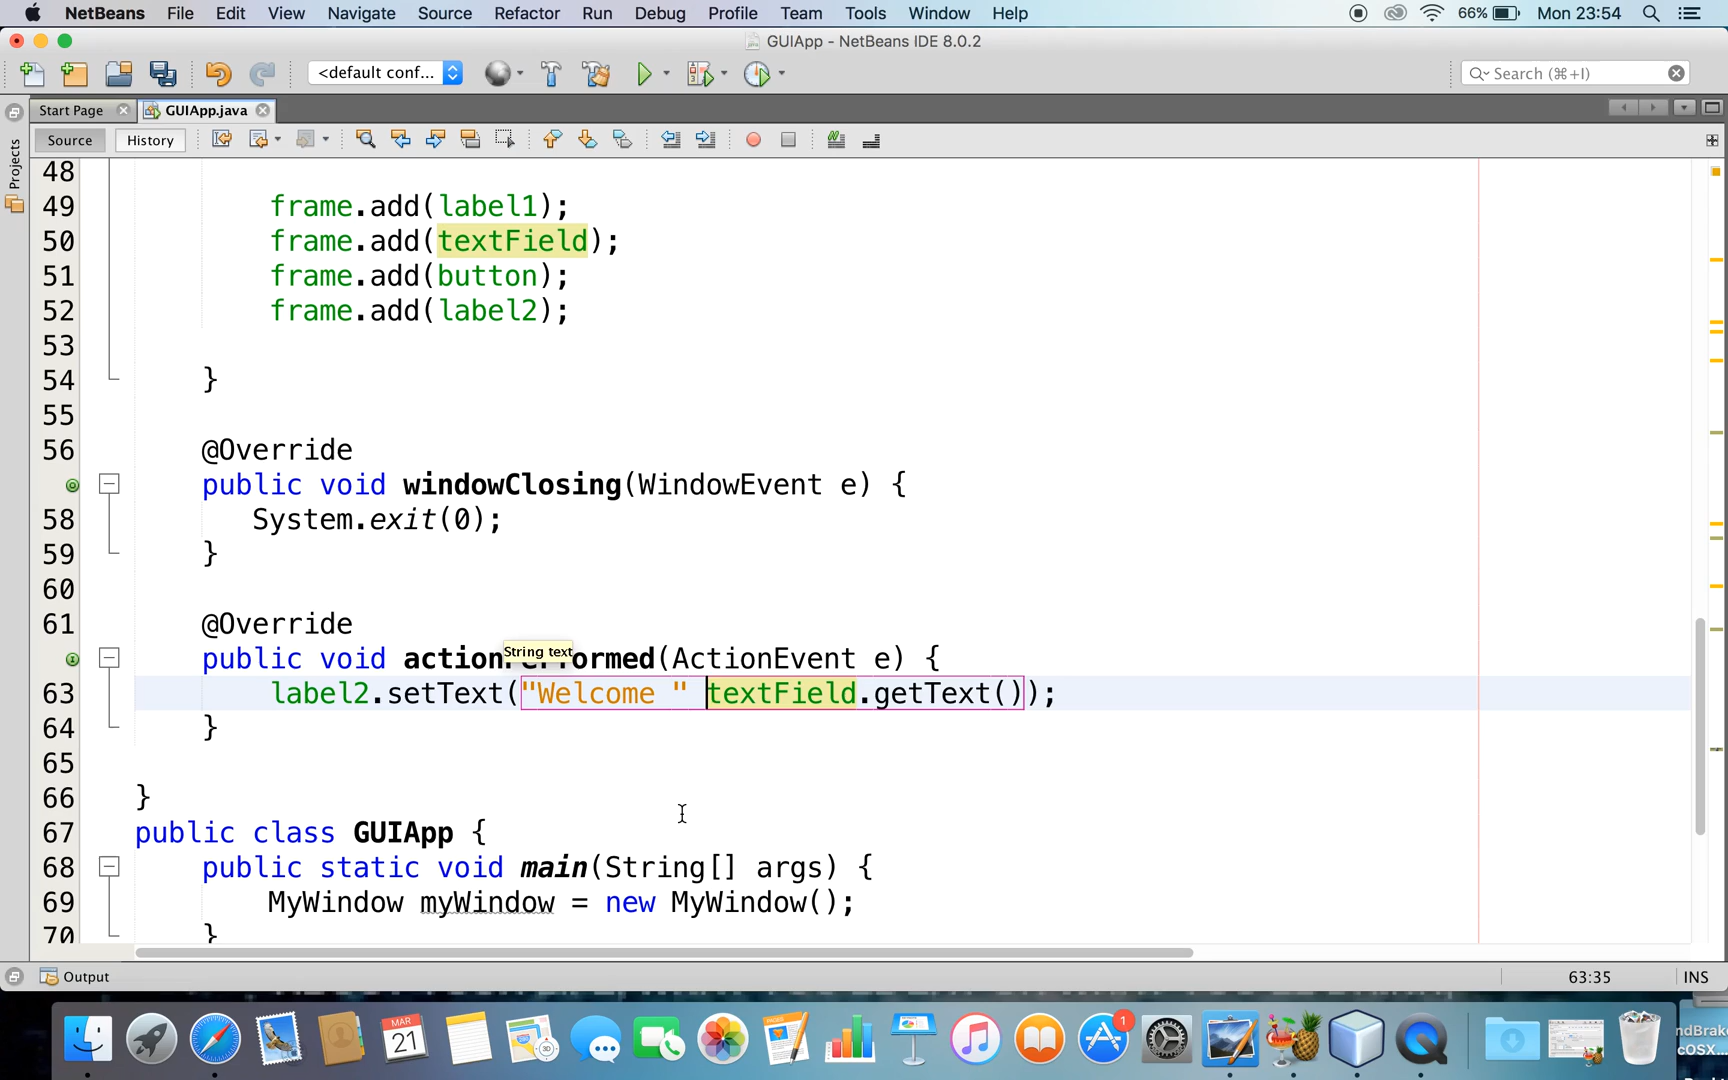 NetBeans File Edit View Navigate Source Refactor Run Debug Profile Team Tools Window Help 66% Mon 23:54
GUIApp - NetBeans IDE 8.0.2
<default conf... Search (⌘+I)
Start Page GUIApp.java
Source History
Projects
48
49 frame.add(label1);
50 frame.add(textField);
51 frame.add(button);
52 frame.add(label2);
53
54 }
55
56 @Override
public void windowClosing(WindowEvent e) {
58 System.exit(0);
59 }
60
61 @Override
String text
public void actionPerformed(ActionEvent e) {
63 label2.setText("Welcome " textField.getText());
64 }
65
66 }
67 public class GUIApp {
68 public static void main(String[] args) {
69 MyWindow myWindow = new MyWindow();
70 }
Output 63:35 INS
MAR
21
3D
1
ndBrake
cOSX...